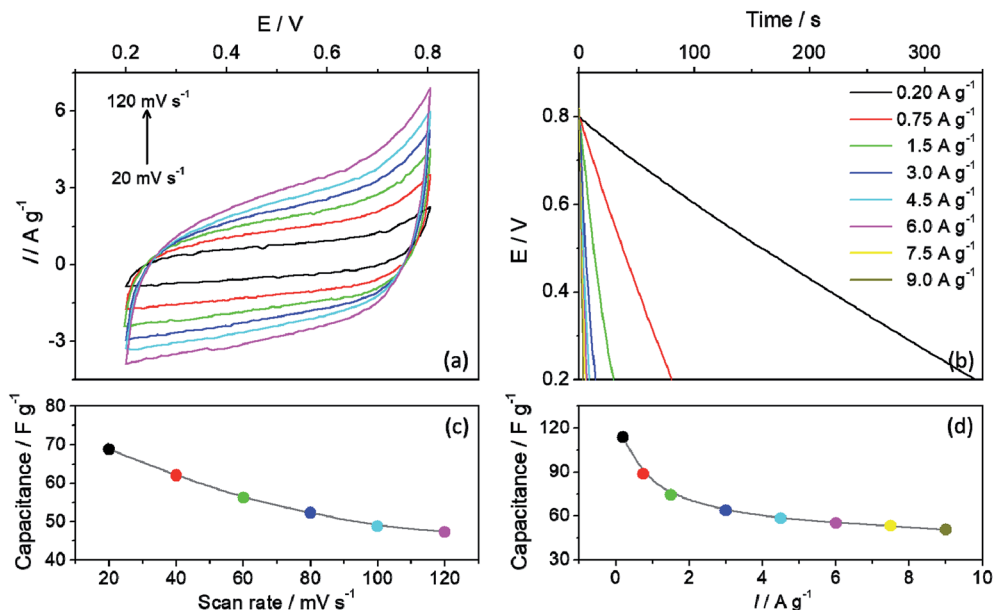 E / V
0.2 0.4 0.6 0.8
I / A g⁻¹
6
3
0
-3
120 mV s⁻¹
20 mV s⁻¹
(a)
Time / s
0 100 200 300
E / V
0.8
0.6
0.4
0.2
0.20 A g⁻¹
0.75 A g⁻¹
1.5 A g⁻¹
3.0 A g⁻¹
4.5 A g⁻¹
6.0 A g⁻¹
7.5 A g⁻¹
9.0 A g⁻¹
(b)
Capacitance / F g⁻¹
80
70
60
50
40
(c)
20 40 60 80 100 120
Scan rate / mV s⁻¹
Capacitance / F g⁻¹
120
90
60
30
(d)
0 2 4 6 8 10
I / A g⁻¹